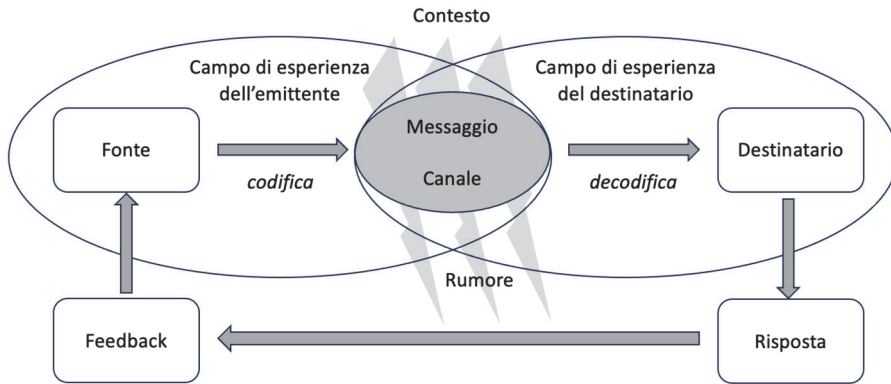 Contesto
Campo di esperienza
dell’emittente
Campo di esperienza
del destinatario
Fonte
codifica
Messaggio
Canale
decodifica
Destinatario
Rumore
Feedback
Risposta